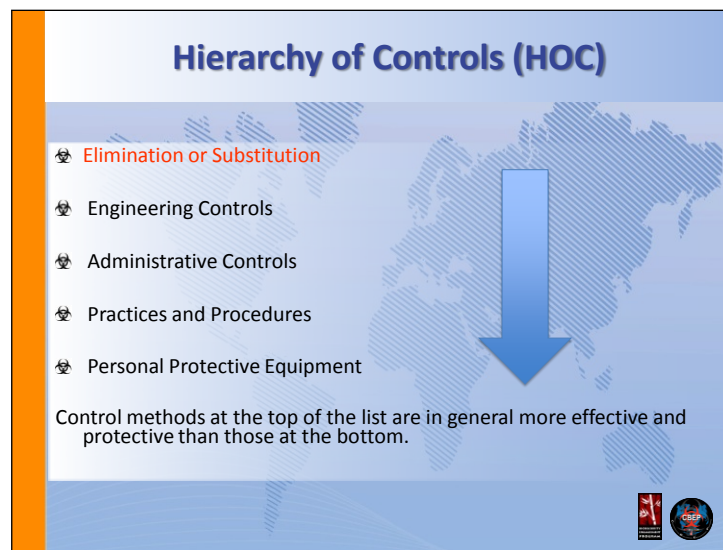 Hierarchy of Controls (HOC)
Elimination or Substitution
Engineering Controls
Administrative Controls
Practices and Procedures
Personal Protective Equipment
Control methods at the top of the list are in general more effective and
protective than those at the bottom.
CBEP